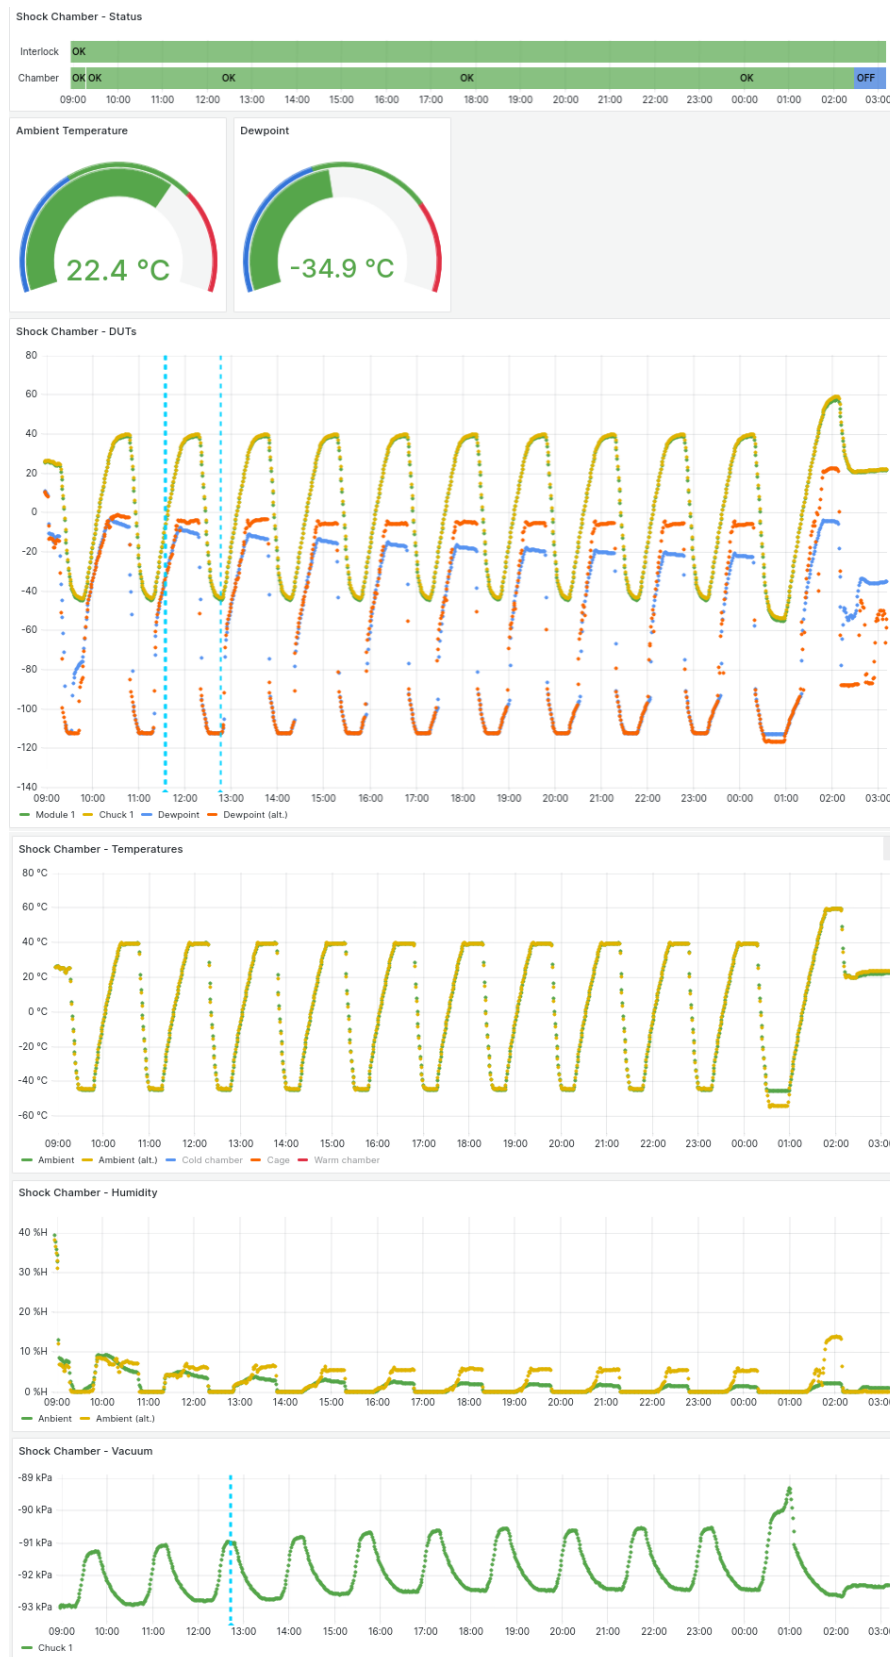 Shock Chamber - Status
Interlock OK
Chamber OK OK OK OK OK OFF
09:00 10:00 11:00 12:00 13:00 14:00 15:00 16:00 17:00 18:00 19:00 20:00 21:00 22:00 23:00 00:00 01:00 02:00 03:00
Ambient Temperature Dewpoint
22.4 °C -34.9 °C
Shock Chamber - DUTs
80
60
40
20
0
-20
-40
-60
-80
-100
-120
-140
09:00 10:00 11:00 12:00 13:00 14:00 15:00 16:00 17:00 18:00 19:00 20:00 21:00 22:00 23:00 00:00 01:00 02:00 03:00
Module 1 Chuck 1 Dewpoint Dewpoint (alt.)
Shock Chamber - Temperatures
80 °C
60 °C
40 °C
20 °C
0 °C
-20 °C
-40 °C
-60 °C
09:00 10:00 11:00 12:00 13:00 14:00 15:00 16:00 17:00 18:00 19:00 20:00 21:00 22:00 23:00 00:00 01:00 02:00 03:00
Ambient Ambient (alt.) Cold chamber Cage Warm chamber
Shock Chamber - Humidity
40 %H
30 %H
20 %H
10 %H
0 %H
09:00 10:00 11:00 12:00 13:00 14:00 15:00 16:00 17:00 18:00 19:00 20:00 21:00 22:00 23:00 00:00 01:00 02:00 03:00
Ambient Ambient (alt.)
Shock Chamber - Vacuum
-89 kPa
-90 kPa
-91 kPa
-92 kPa
-93 kPa
09:00 10:00 11:00 12:00 13:00 14:00 15:00 16:00 17:00 18:00 19:00 20:00 21:00 22:00 23:00 00:00 01:00 02:00 03:00
Chuck 1